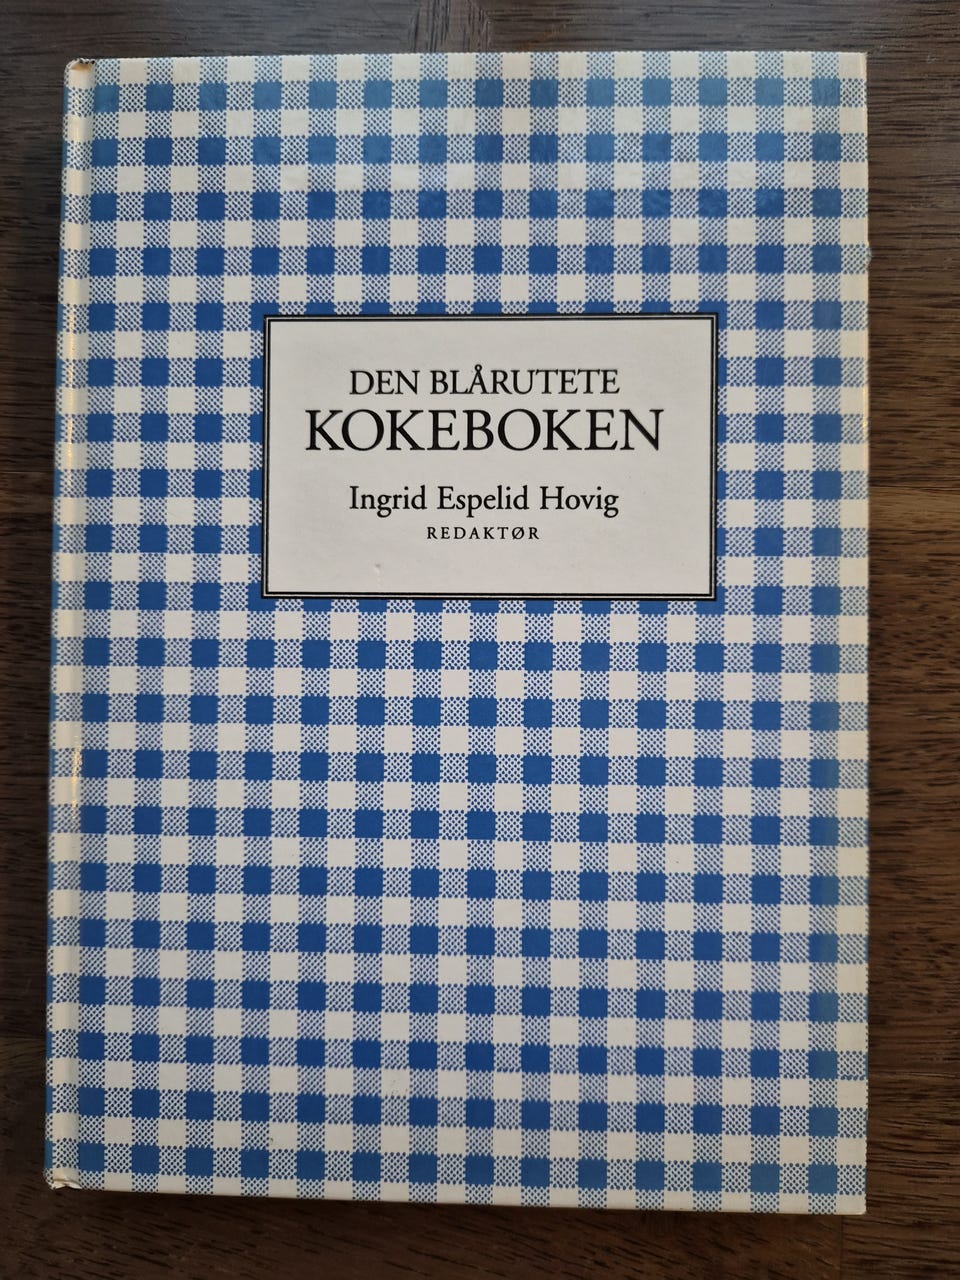 DEN BLÅRUTETE
KOKEBOKEN
Ingrid Espelid Hovig
REDAKTØR